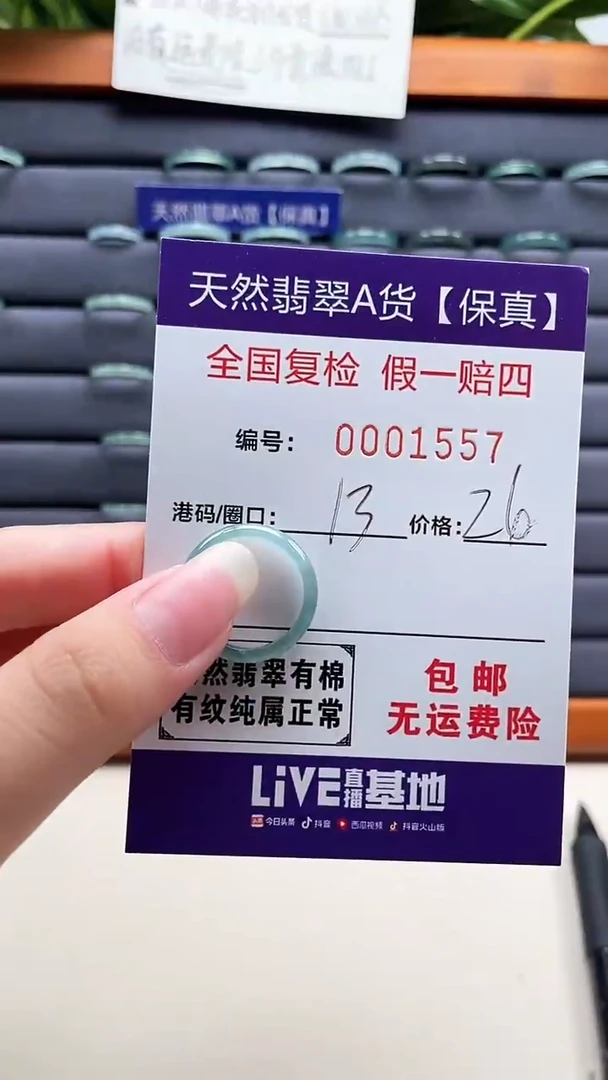 天然翡翠A货【保真】
天然翡翠A货【保真】
全国复检 假一赔四
编号: 0001557
港码/圈口: 13 价格: 26
然翡翠有棉
有纹纯属正常
包邮
无运费险
LiVE直播基地
今日头条 抖音 西瓜视频 抖音火山版